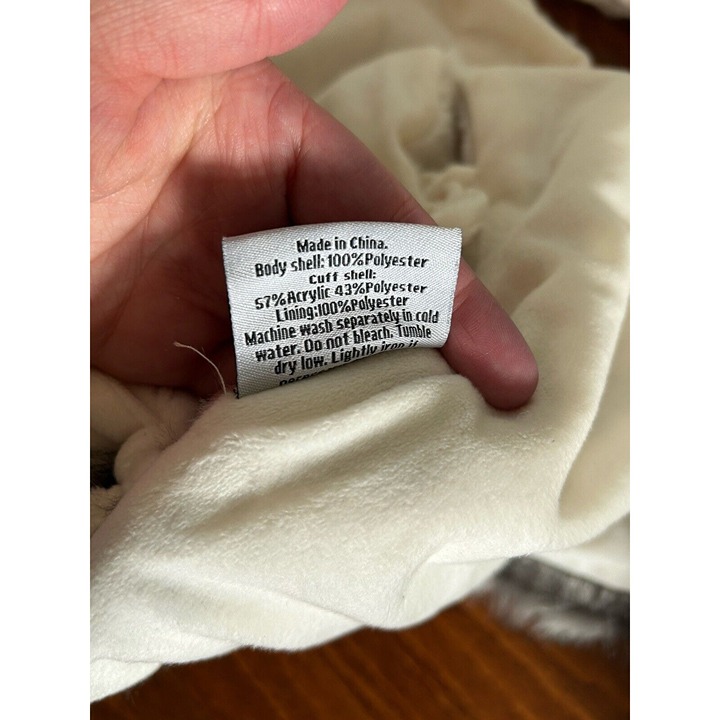 Made in China.
Body shell:100%Polyester
Cuff shell:
57%Acrylic 43%Polyester
Lining:100%Polyester
Machine wash separately in cold
water. Do not bleach. Tumble
dry low. Lightly iron if